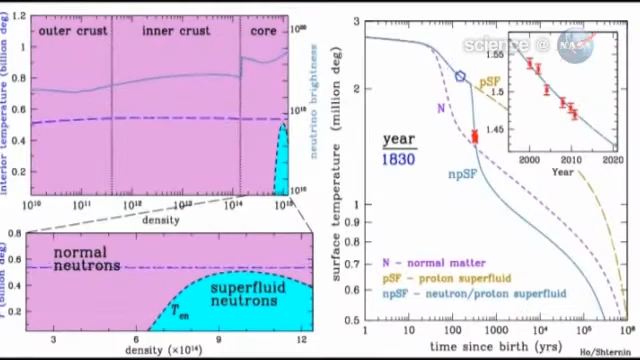 outer crust
inner crust
core
interior temperature (billion deg)
1.2
1
0.8
0.6
0.4
0.2
10^10
10^11
10^12
10^13
10^14
density
neutrino brightness
normal neutrons
superfluid neutrons
T_cn
0.8
0.6
0.4
0.2
3
6
9
12
density (×10^14)
science @ NASA
surface temperature (million deg)
3
2
1
0.9
0.8
0.7
0.6
0.5
year
1830
N
pSF
npSF
1.55
1.5
1.45
2000
2010
2020
Year
N - normal matter
pSF - proton superfluid
npSF - neutron/proton superfluid
1
10
100
1000
10^4
10^5
10^6
time since birth (yrs)
Ho/Shternin